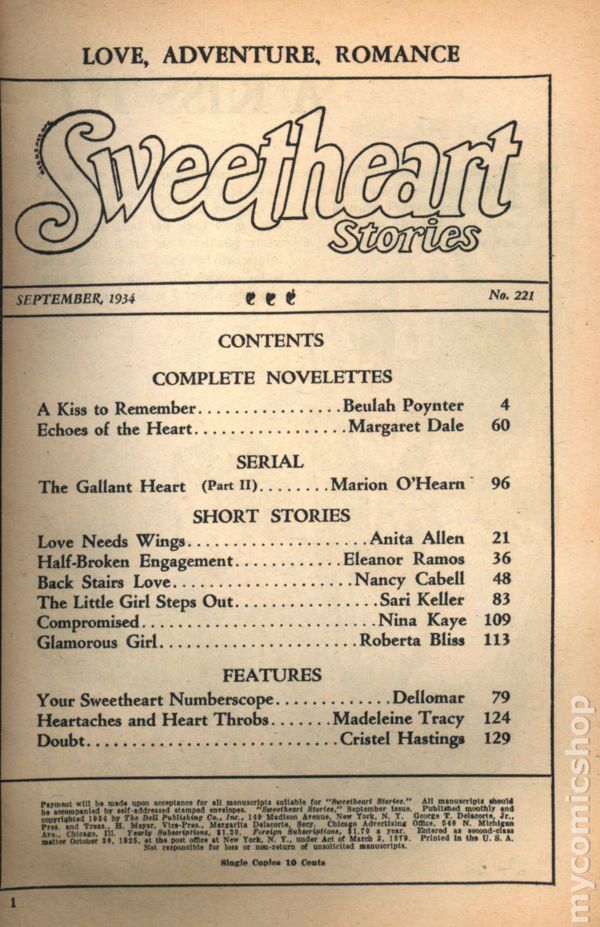 LOVE, ADVENTURE, ROMANCE
Sweetheart
Stories
SEPTEMBER, 1934 No. 221
CONTENTS
COMPLETE NOVELETTES
A Kiss to Remember................Beulah Poynter 4
Echoes of the Heart.................Margaret Dale 60
SERIAL
The Gallant Heart (Part II)........Marion O'Hearn 96
SHORT STORIES
Love Needs Wings.....................Anita Allen 21
Half-Broken Engagement............Eleanor Ramos 36
Back Stairs Love....................Nancy Cabell 48
The Little Girl Steps Out................Sari Keller 83
Compromised..........................Nina Kaye 109
Glamorous Girl......................Roberta Bliss 113
FEATURES
Your Sweetheart Numberscope.............Dellomar 79
Heartaches and Heart Throbs.......Madeleine Tracy 124
Doubt............................Cristel Hastings 129
Payment will be made upon acceptance for all manuscripts suitable for "Sweetheart Stories." All manuscripts should
be accompanied by self-addressed stamped envelopes. "Sweetheart Stories." September issue. Published monthly and
copyrighted 1934 by The Dell Publishing Co., Inc., 149 Madison Avenue, New York, N. Y. George T. Delacorte, Jr.,
Pres. and Treas., H. Meyer, Vice-Pres., Margarita Delacorte, Secy. Chicago Advertising Office, 540 N. Michigan
Ave., Chicago, Ill. Yearly Subscriptions, $1.20. Foreign Subscriptions, $1.70 a year. Entered as second-class
matter October 30, 1925, at the post office at New York, N. Y., under Act of March 3, 1879. Printed in the U. S. A.
Not responsible for loss or non-return of unsolicited manuscripts.
Single Copies 10 Cents
1
mycomicshop